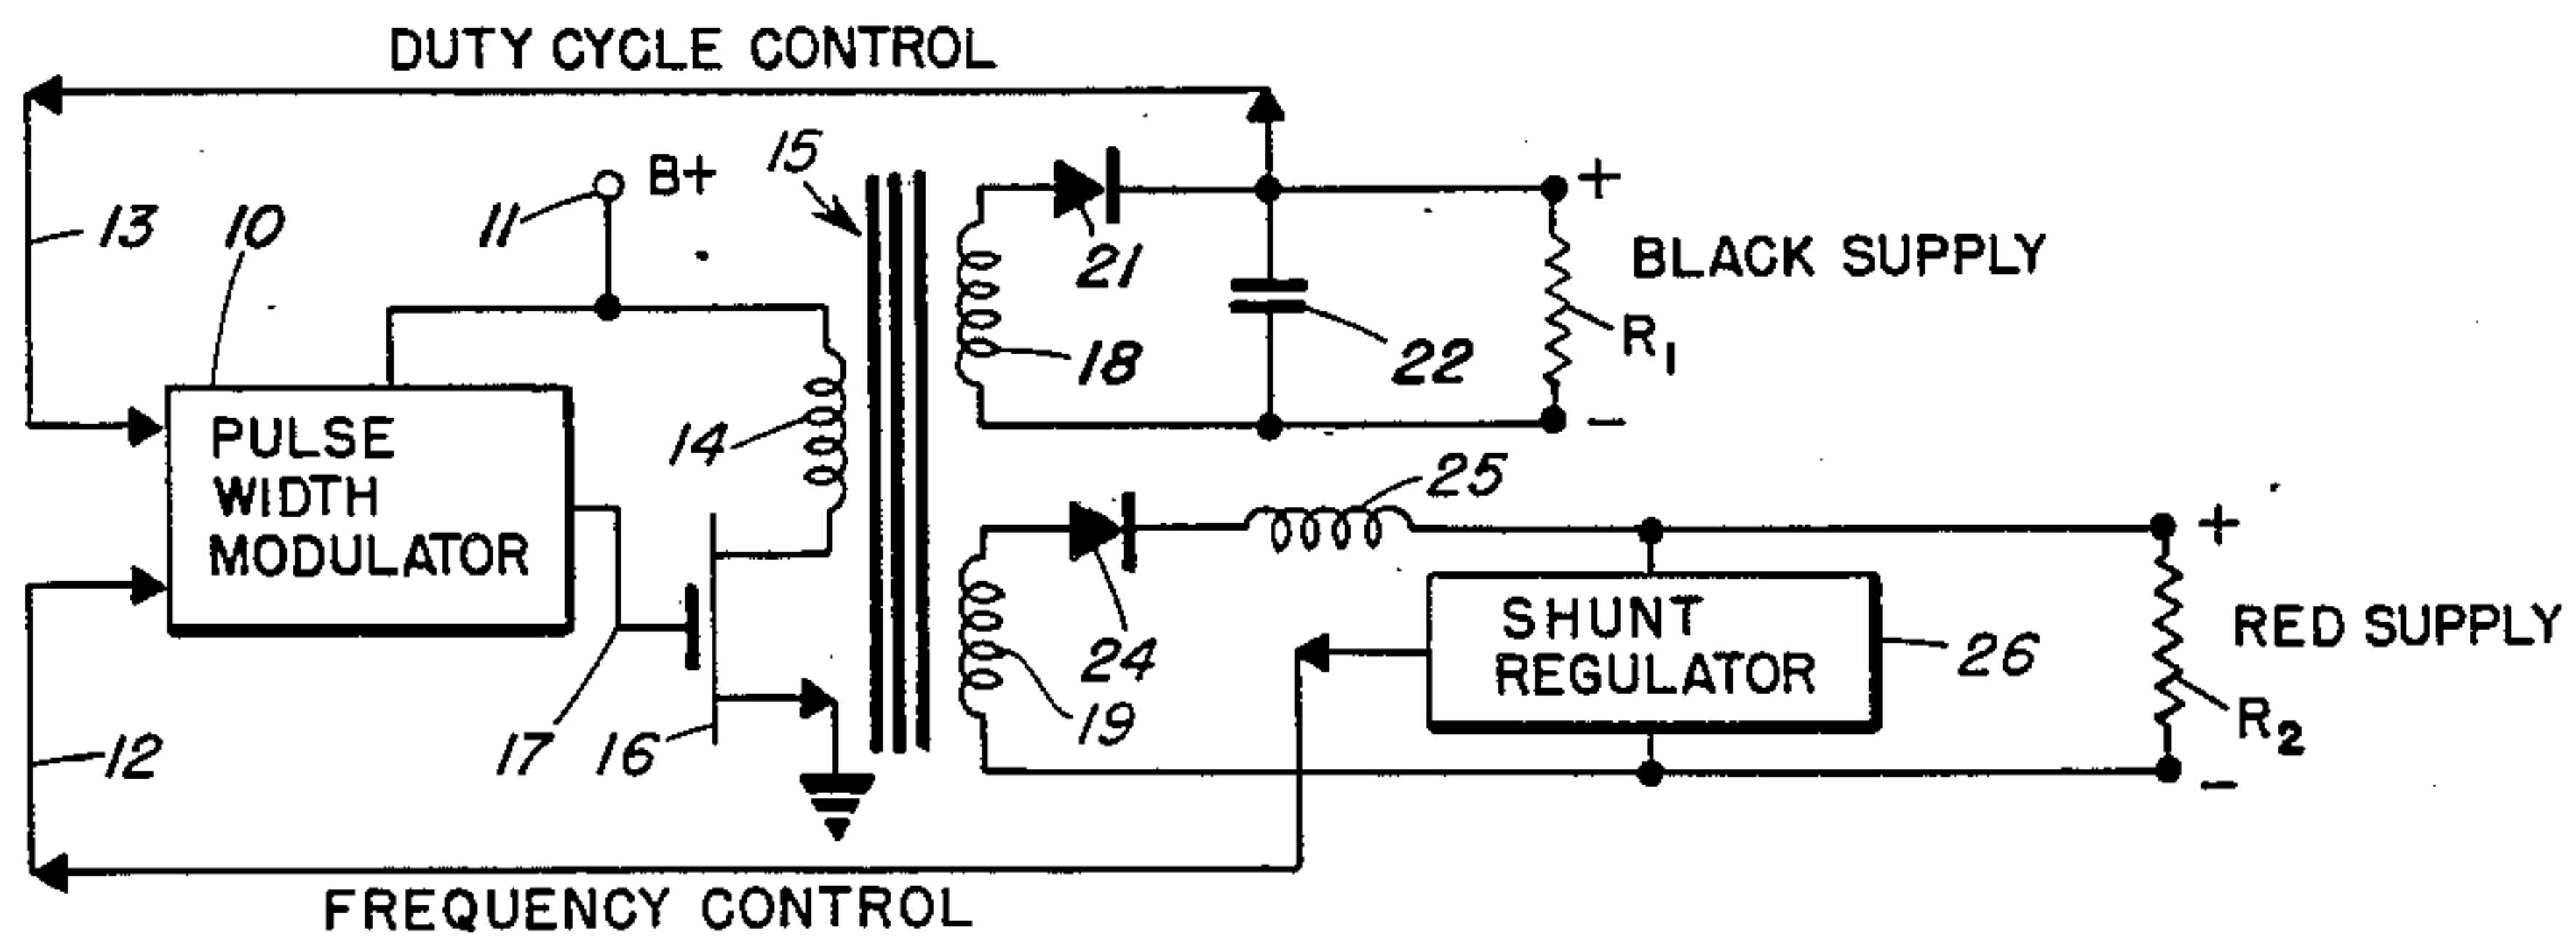 DUTY CYCLE CONTROL
15
B+
+
13
10
11
21
BLACK SUPPLY
R1
18
22
14
PULSE
WIDTH
MODULATOR
−
25
+
SHUNT
REGULATOR
24
26
RED SUPPLY
19
R2
17
16
12
−
FREQUENCY CONTROL